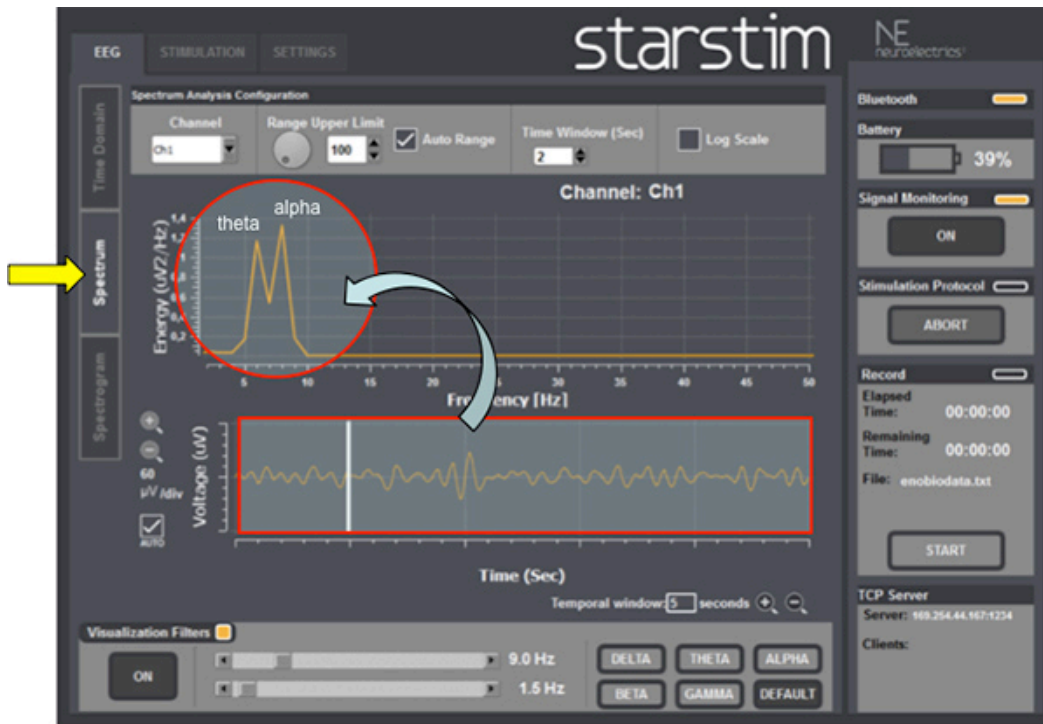 starstim
NE
neuroelectrics
EEG
STIMULATION
SETTINGS
Time Domain
Spectrum
Spectrogram
Spectrum Analysis Configuration
Channel
Ch1
Range Upper Limit
100
Auto Range
Time Window (Sec)
2
Log Scale
Channel: Ch1
theta
alpha
Energy (uV2/Hz)
1,4
1,2
1
0,8
0,6
0,4
0,2
5 10 15 20 30 35 40 45 50
[Hz]
60
µV /div
AUTO
Voltage (uV)
Time (Sec)
Temporal window: 5 seconds
Visualization Filters
ON
9.0 Hz
1.5 Hz
DELTA THETA ALPHA
BETA GAMMA DEFAULT
Bluetooth
Battery
39%
Signal Monitoring
ON
Stimulation Protocol
ABORT
Record
Elapsed
Time: 00:00:00
Remaining
Time: 00:00:00
File: enobiodata.txt
START
TCP Server
Server: 169.254.44.167:1234
Clients: